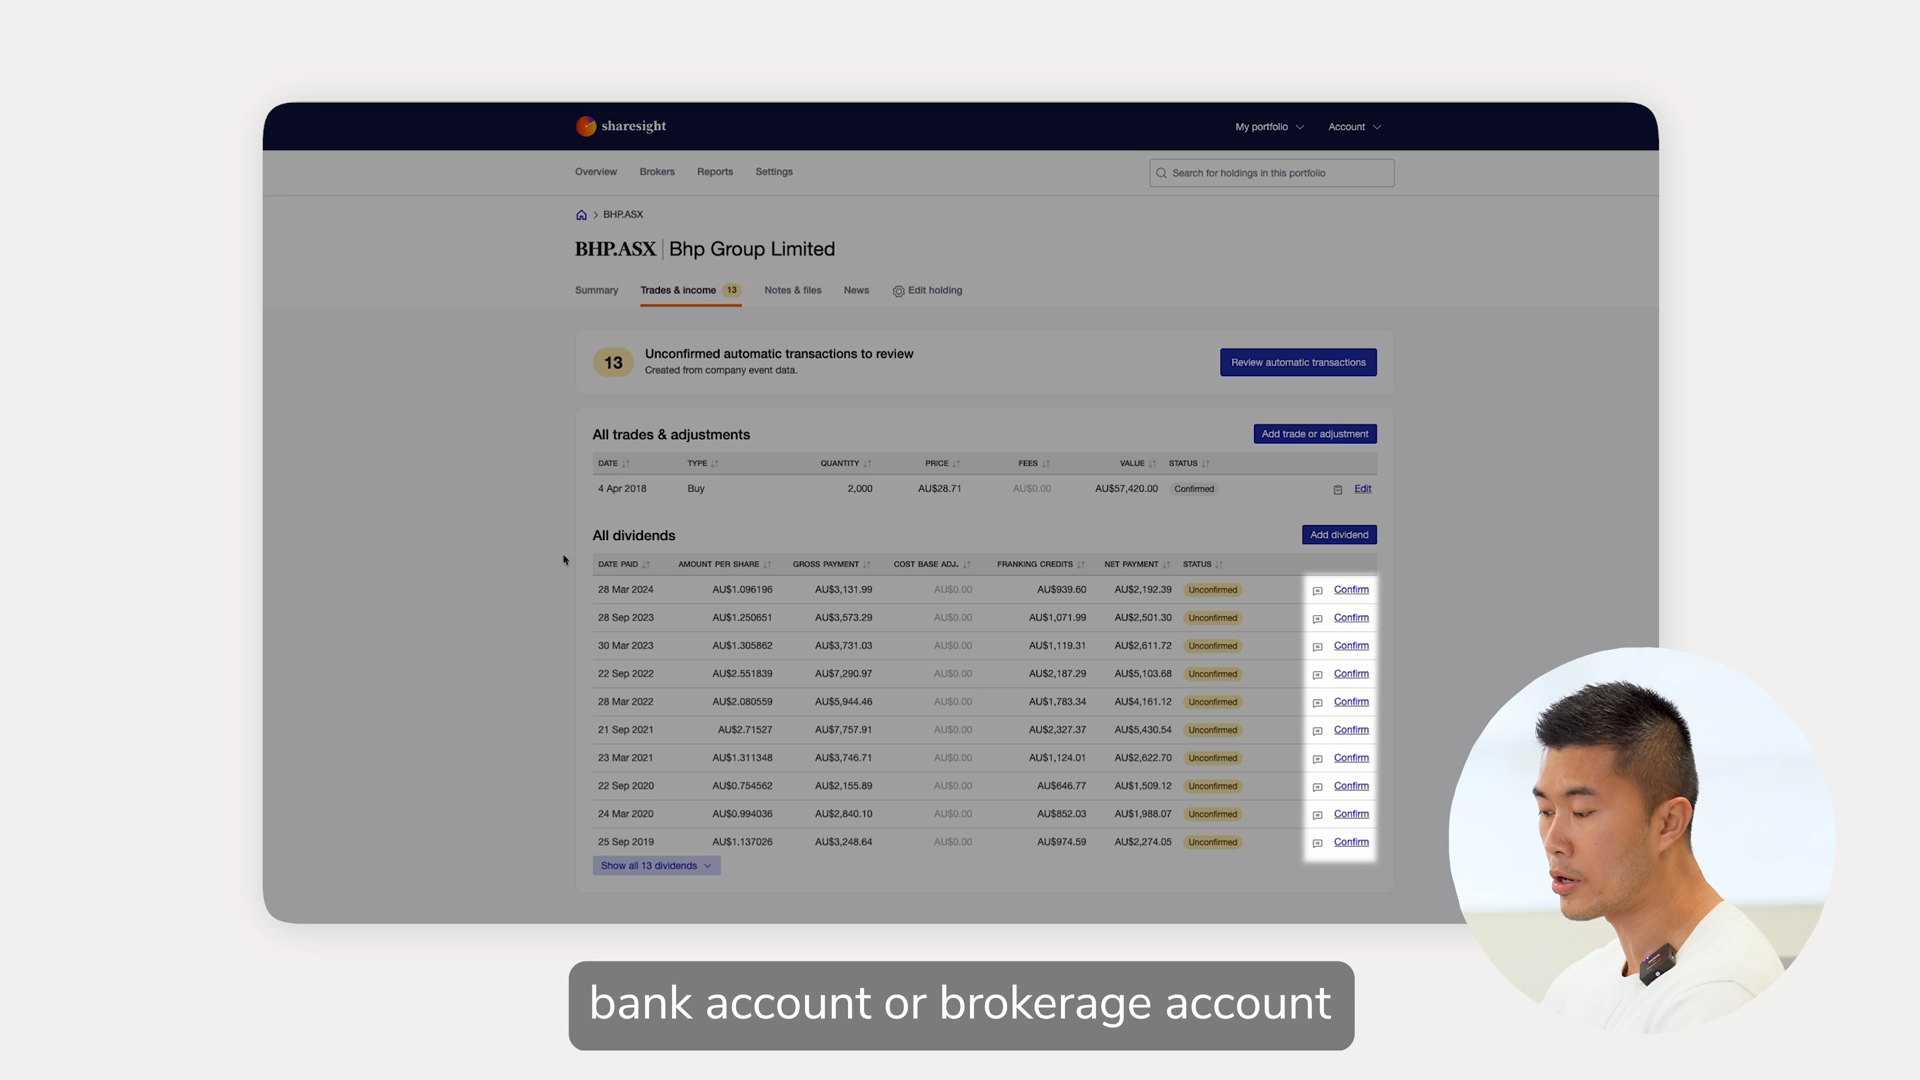 sharesight
My portfolio Account
Overview Brokers Reports Settings
Search for holdings in this portfolio
> BHP.ASX
BHP.ASX | Bhp Group Limited
Summary Trades & income 13 Notes & files News Edit holding
13 Unconfirmed automatic transactions to review
Created from company event data.
Review automatic transactions
All trades & adjustments
Add trade or adjustment
DATE TYPE QUANTITY PRICE FEES VALUE STATUS
4 Apr 2018 Buy 2,000 AU$28.71 AU$0.00 AU$57,420.00 Confirmed Edit
All dividends
Add dividend
DATE PAID AMOUNT PER SHARE GROSS PAYMENT COST BASE ADJ. FRANKING CREDITS NET PAYMENT STATUS
28 Mar 2024 AU$1.096196 AU$3,131.99 AU$0.00 AU$939.60 AU$2,192.39 Unconfirmed Confirm
28 Sep 2023 AU$1.250651 AU$3,573.29 AU$0.00 AU$1,071.99 AU$2,501.30 Unconfirmed Confirm
30 Mar 2023 AU$1.305862 AU$3,731.03 AU$0.00 AU$1,119.31 AU$2,611.72 Unconfirmed Confirm
22 Sep 2022 AU$2.551839 AU$7,290.97 AU$0.00 AU$2,187.29 AU$5,103.68 Unconfirmed Confirm
28 Mar 2022 AU$2.080559 AU$5,944.46 AU$0.00 AU$1,783.34 AU$4,161.12 Unconfirmed Confirm
21 Sep 2021 AU$2.71527 AU$7,757.91 AU$0.00 AU$2,327.37 AU$5,430.54 Unconfirmed Confirm
23 Mar 2021 AU$1.311348 AU$3,746.71 AU$0.00 AU$1,124.01 AU$2,622.70 Unconfirmed Confirm
22 Sep 2020 AU$0.754562 AU$2,155.89 AU$0.00 AU$646.77 AU$1,509.12 Unconfirmed Confirm
24 Mar 2020 AU$0.994036 AU$2,840.10 AU$0.00 AU$852.03 AU$1,988.07 Unconfirmed Confirm
25 Sep 2019 AU$1.137026 AU$3,248.64 AU$0.00 AU$974.59 AU$2,274.05 Unconfirmed Confirm
Show all 13 dividends
bank account or brokerage account